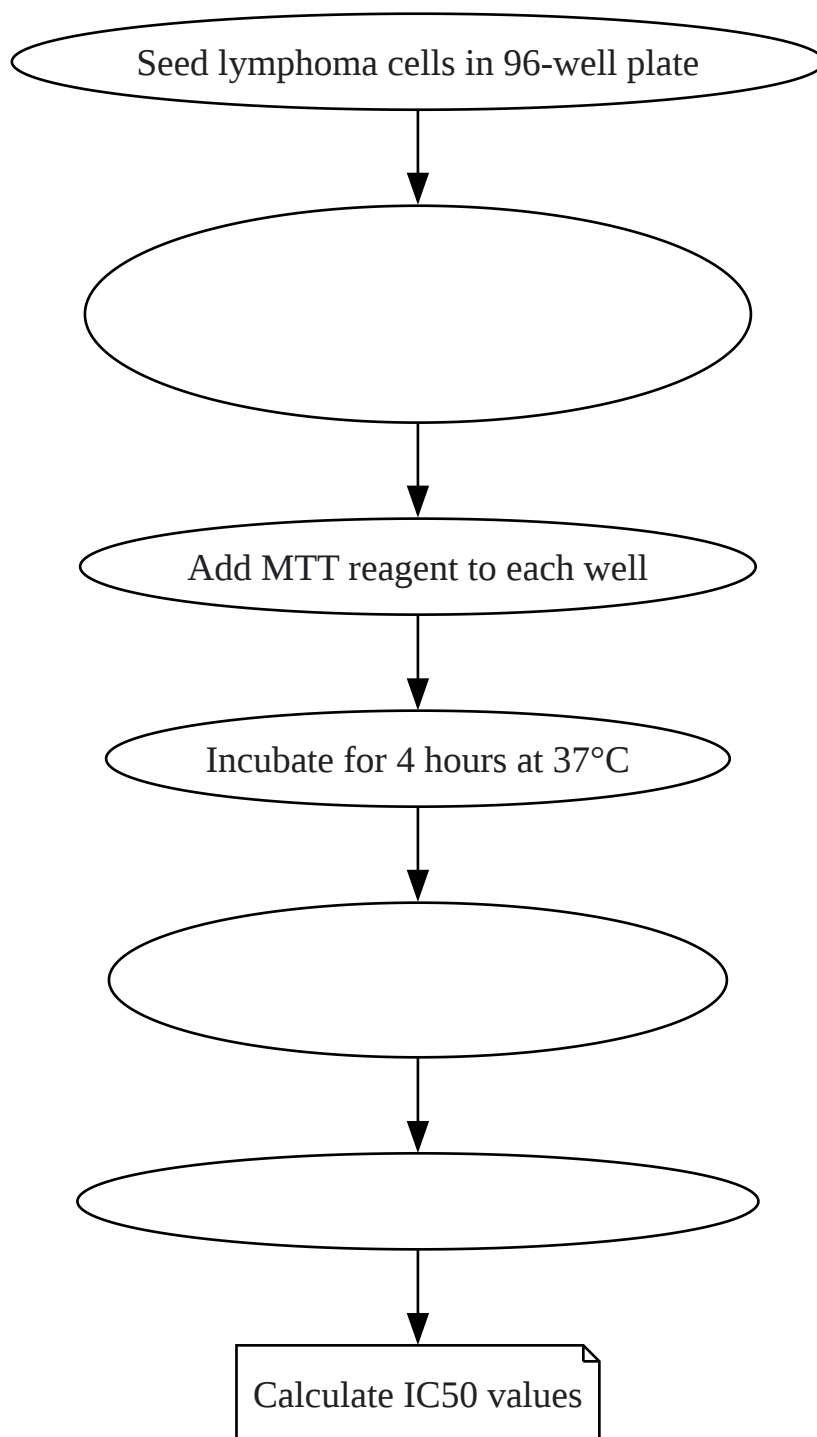 Seed lymphoma cells in 96-well plate
Add MTT reagent to each well
Incubate for 4 hours at 37°C
Calculate IC50 values